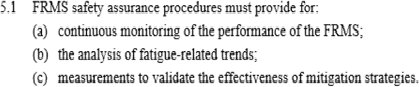 5.1 FRMS safety assurance procedures must provide for:
(a) continuous monitoring of the performance of the FRMS;
(b) the analysis of fatigue-related trends;
(c) measurements to validate the effectiveness of mitigation strategies.